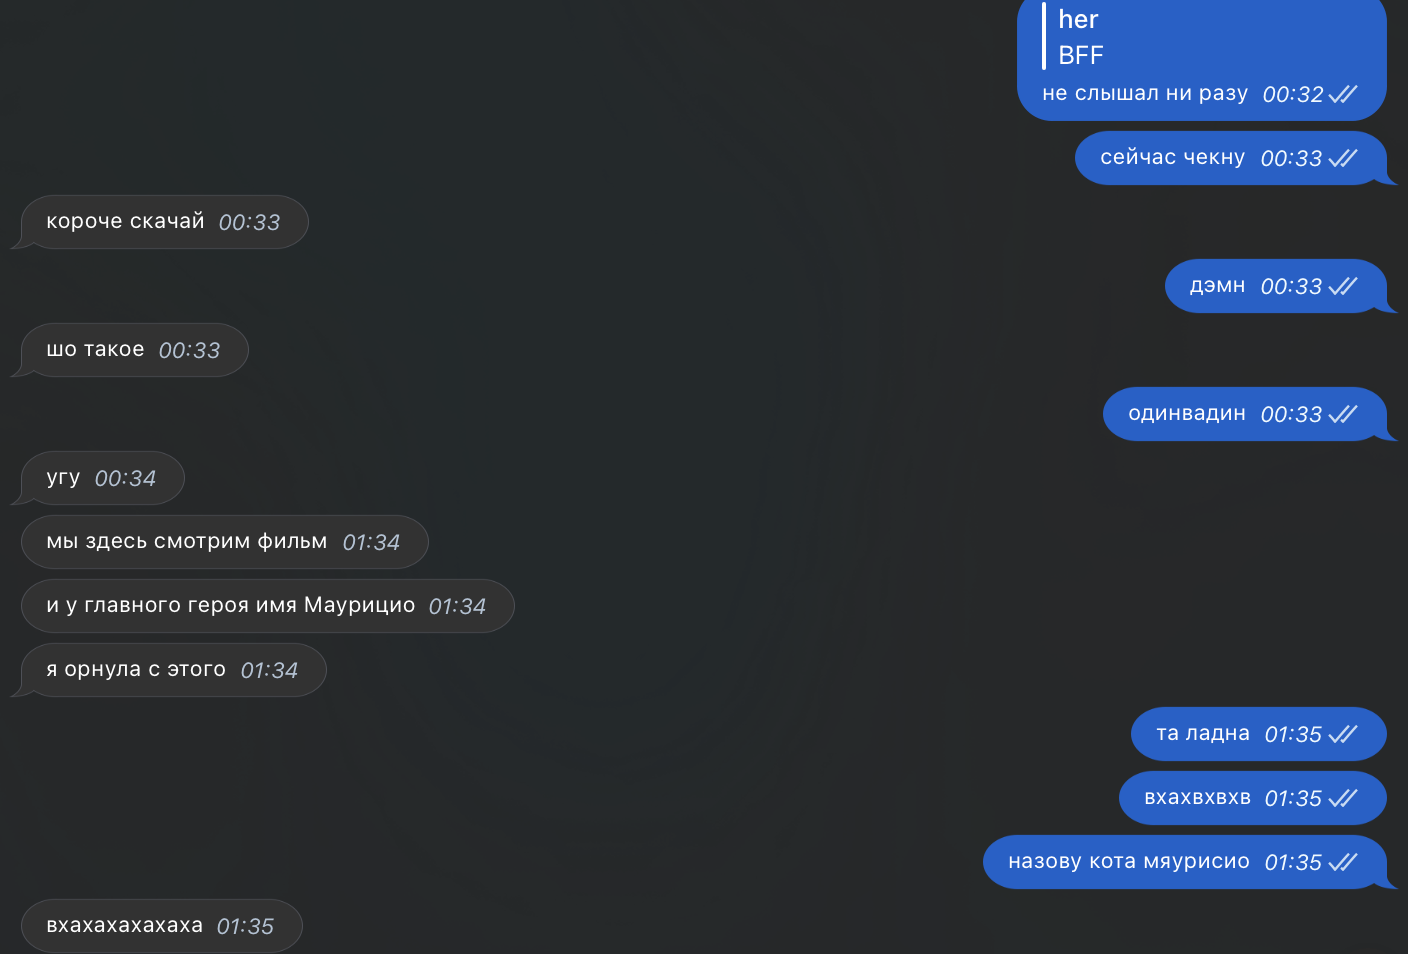 her
BFF
не слышал ни разу 00:32
сейчас чекну 00:33
короче скачай 00:33
дэмн 00:33
шо такое 00:33
одинвадин 00:33
угу 00:34
мы здесь смотрим фильм 01:34
и у главного героя имя Маурицио 01:34
я орнула с этого 01:34
та ладна 01:35
вхахвхвхв 01:35
назову кота мяурисио 01:35
вхахахахахаха 01:35